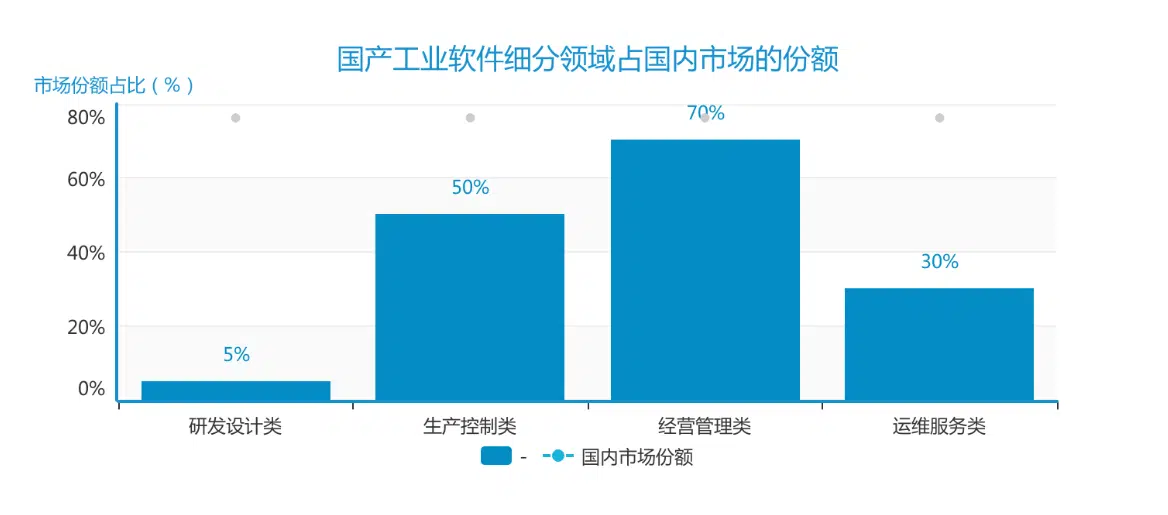 国产工业软件细分领域占国内市场的份额
市场份额占比（%）
80%
60%
40%
20%
0%
5%
50%
70%
30%
研发设计类 生产控制类 经营管理类 运维服务类
- 国内市场份额